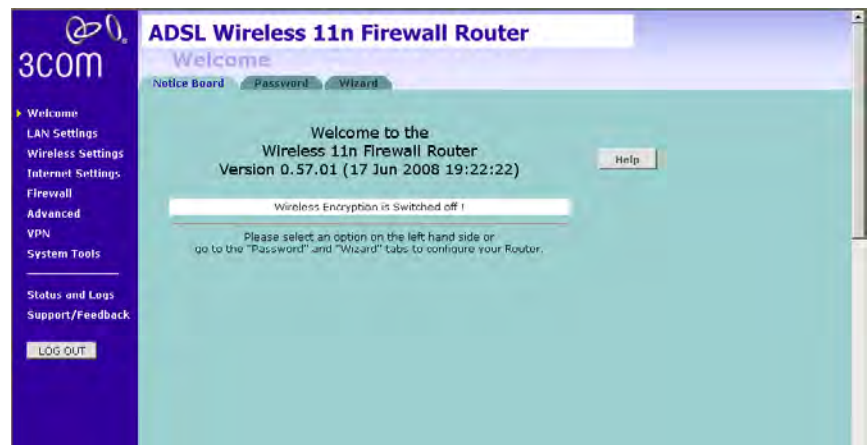 3COM
ADSL Wireless 11n Firewall Router
Welcome
Notice Board
Password
Wizard
Welcome
LAN Settings
Wireless Settings
Internet Settings
Firewall
Advanced
VPN
System Tools
Status and Logs
Support/Feedback
LOG OUT
Welcome to the
Wireless 11n Firewall Router
Version 0.57.01 (17 Jun 2008 19:22:22)
Help
Wireless Encryption is Switched off !
Please select an option on the left hand side or
go to the "Password" and "Wizard" tabs to configure your Router.